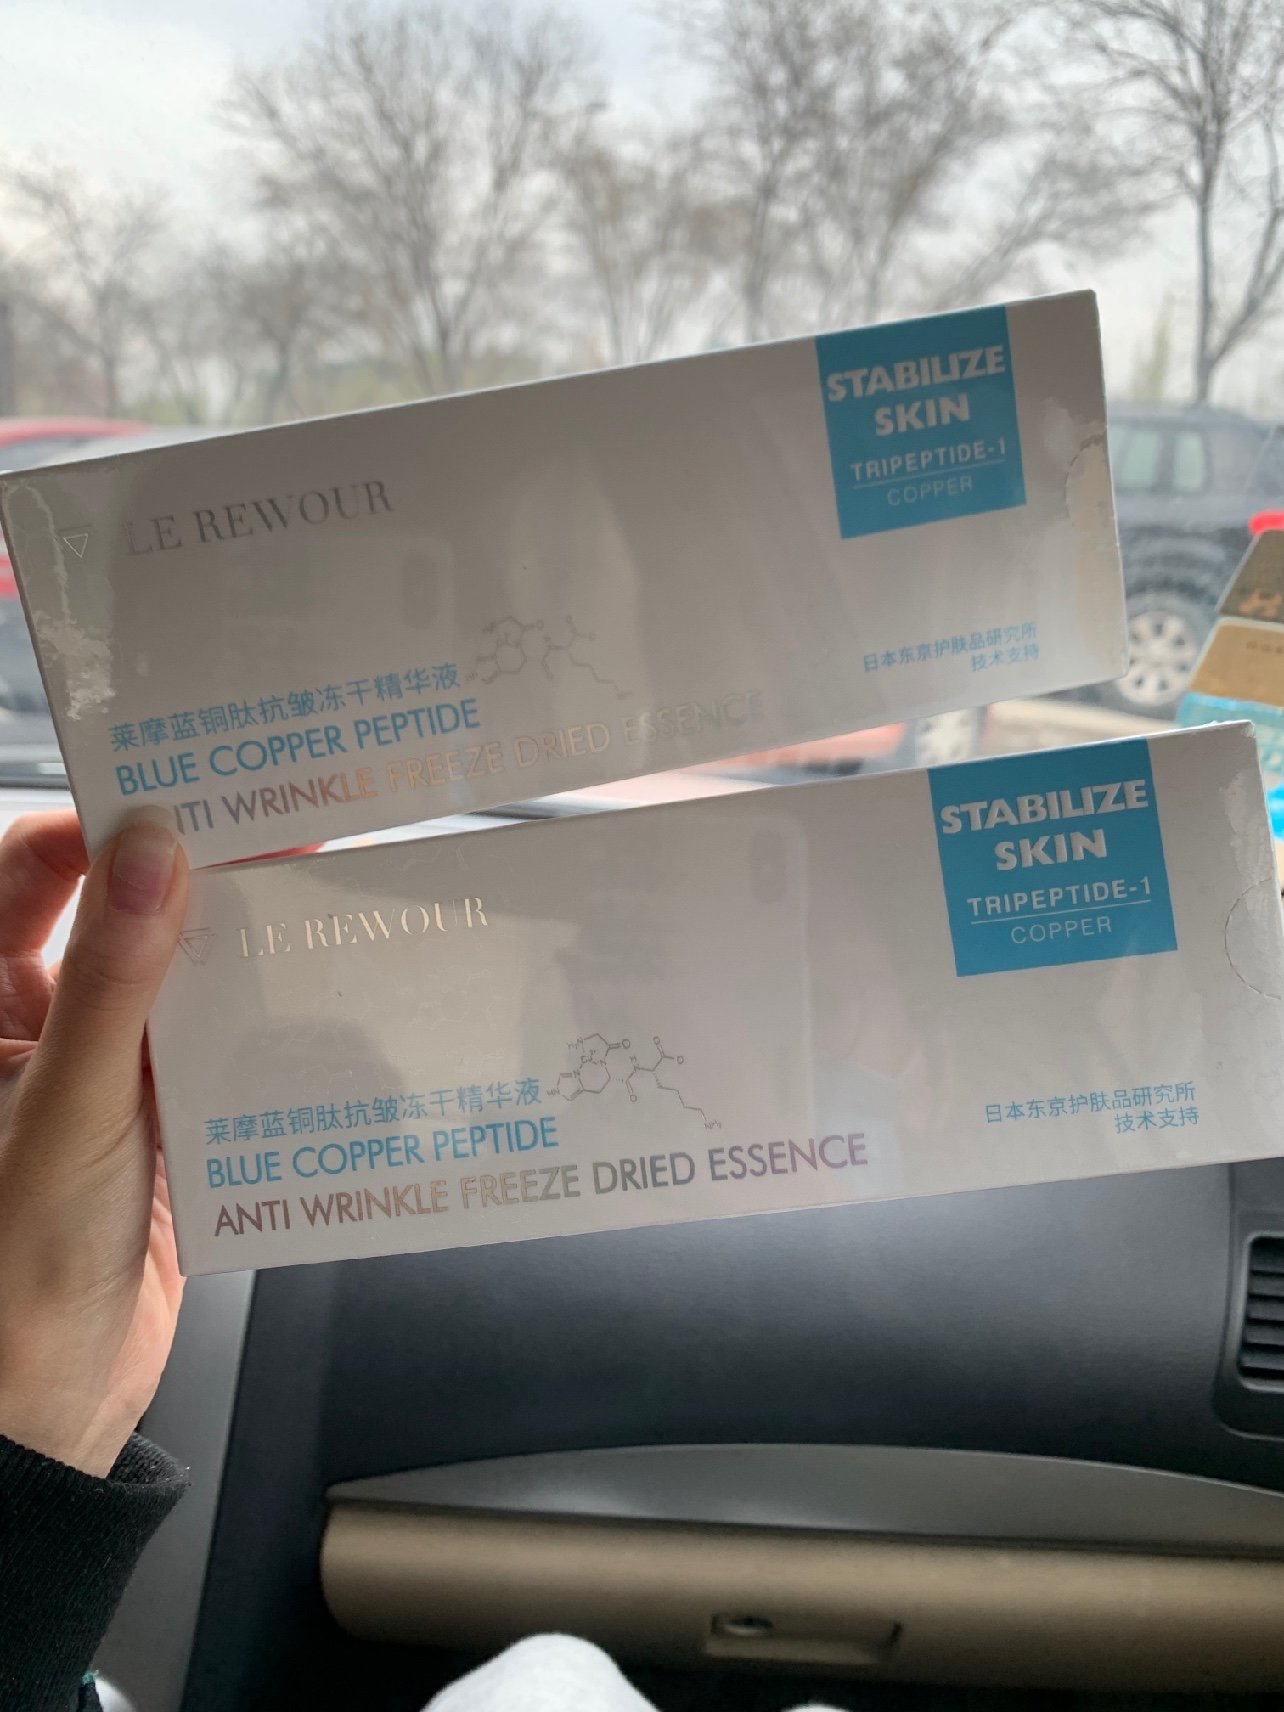 LE REWOUR
STABILIZE
SKIN
TRIPEPTIDE-1
COPPER
莱摩蓝铜肽抗皱冻干精华液
BLUE COPPER PEPTIDE
ITI WRINKLE FREEZE DRIED ESSENCE
日本东京护肤品研究所
技术支持
LE REWOUR
STABILIZE
SKIN
TRIPEPTIDE-1
COPPER
莱摩蓝铜肽抗皱冻干精华液
BLUE COPPER PEPTIDE
ANTI WRINKLE FREEZE DRIED ESSENCE
日本东京护肤品研究所
技术支持